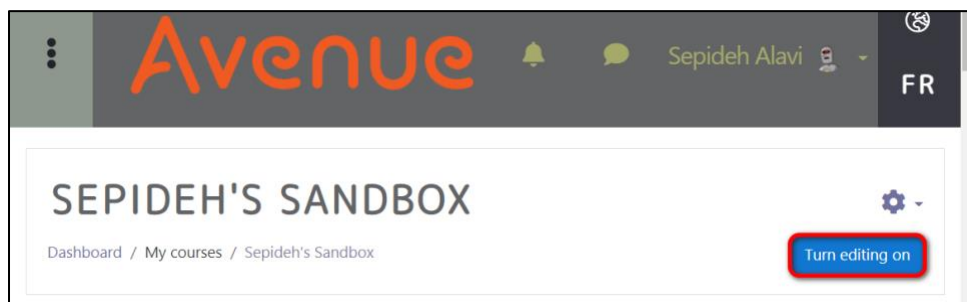 Avenue
Sepideh Alavi
FR
SEPIDEH'S SANDBOX
Dashboard / My courses / Sepideh's Sandbox
Turn editing on